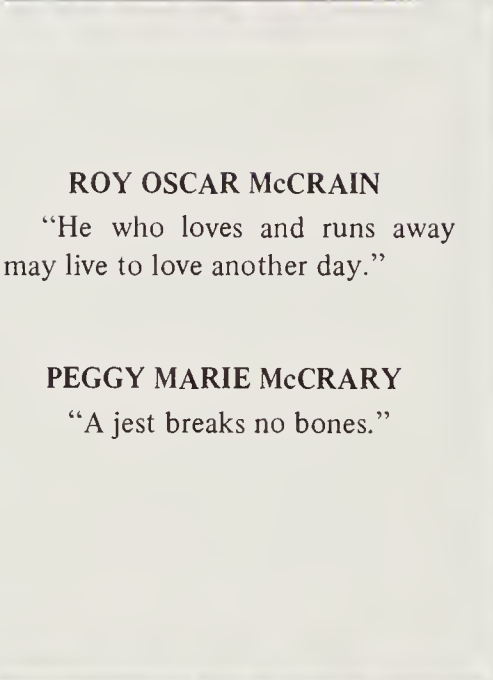 ROY OSCAR McCRAIN
“He who loves and runs away
may live to love another day.”
PEGGY MARIE McCRARY
“A jest breaks no bones.”